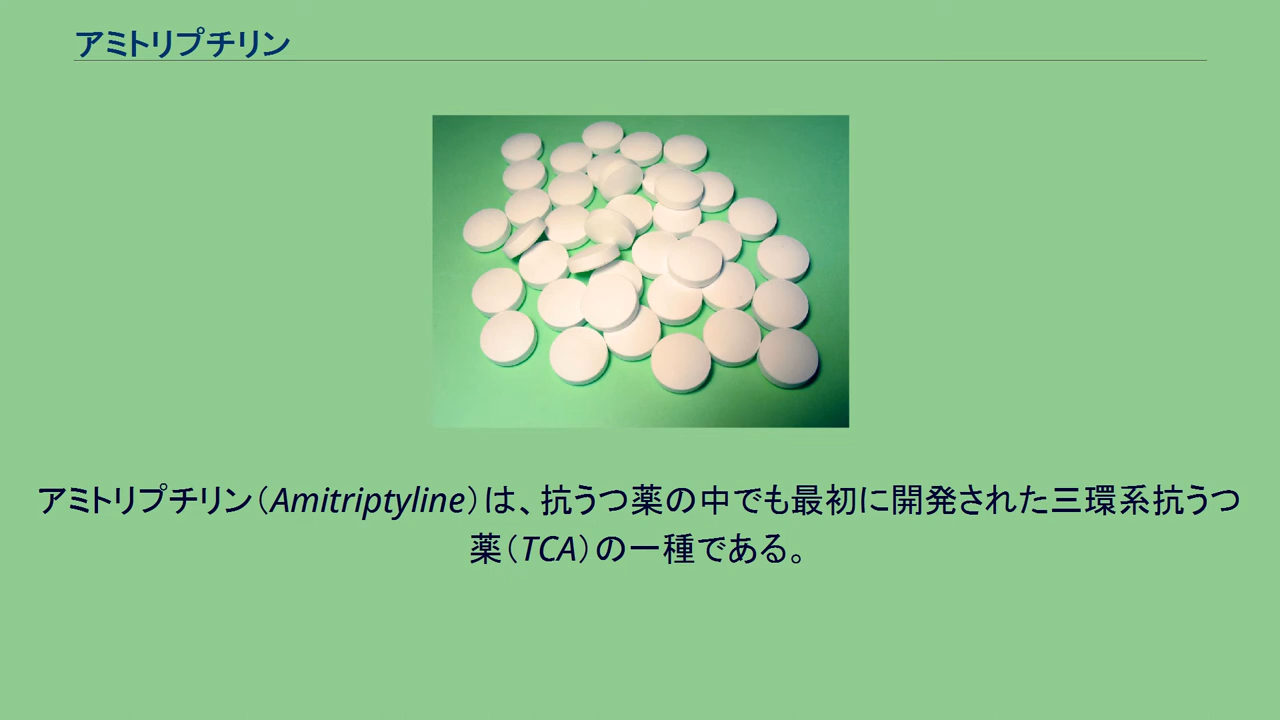 アミトリプチリン
アミトリプチリン（Amitriptyline）は、抗うつ薬の中でも最初に開発された三環系抗うつ
薬（TCA）の一種である。